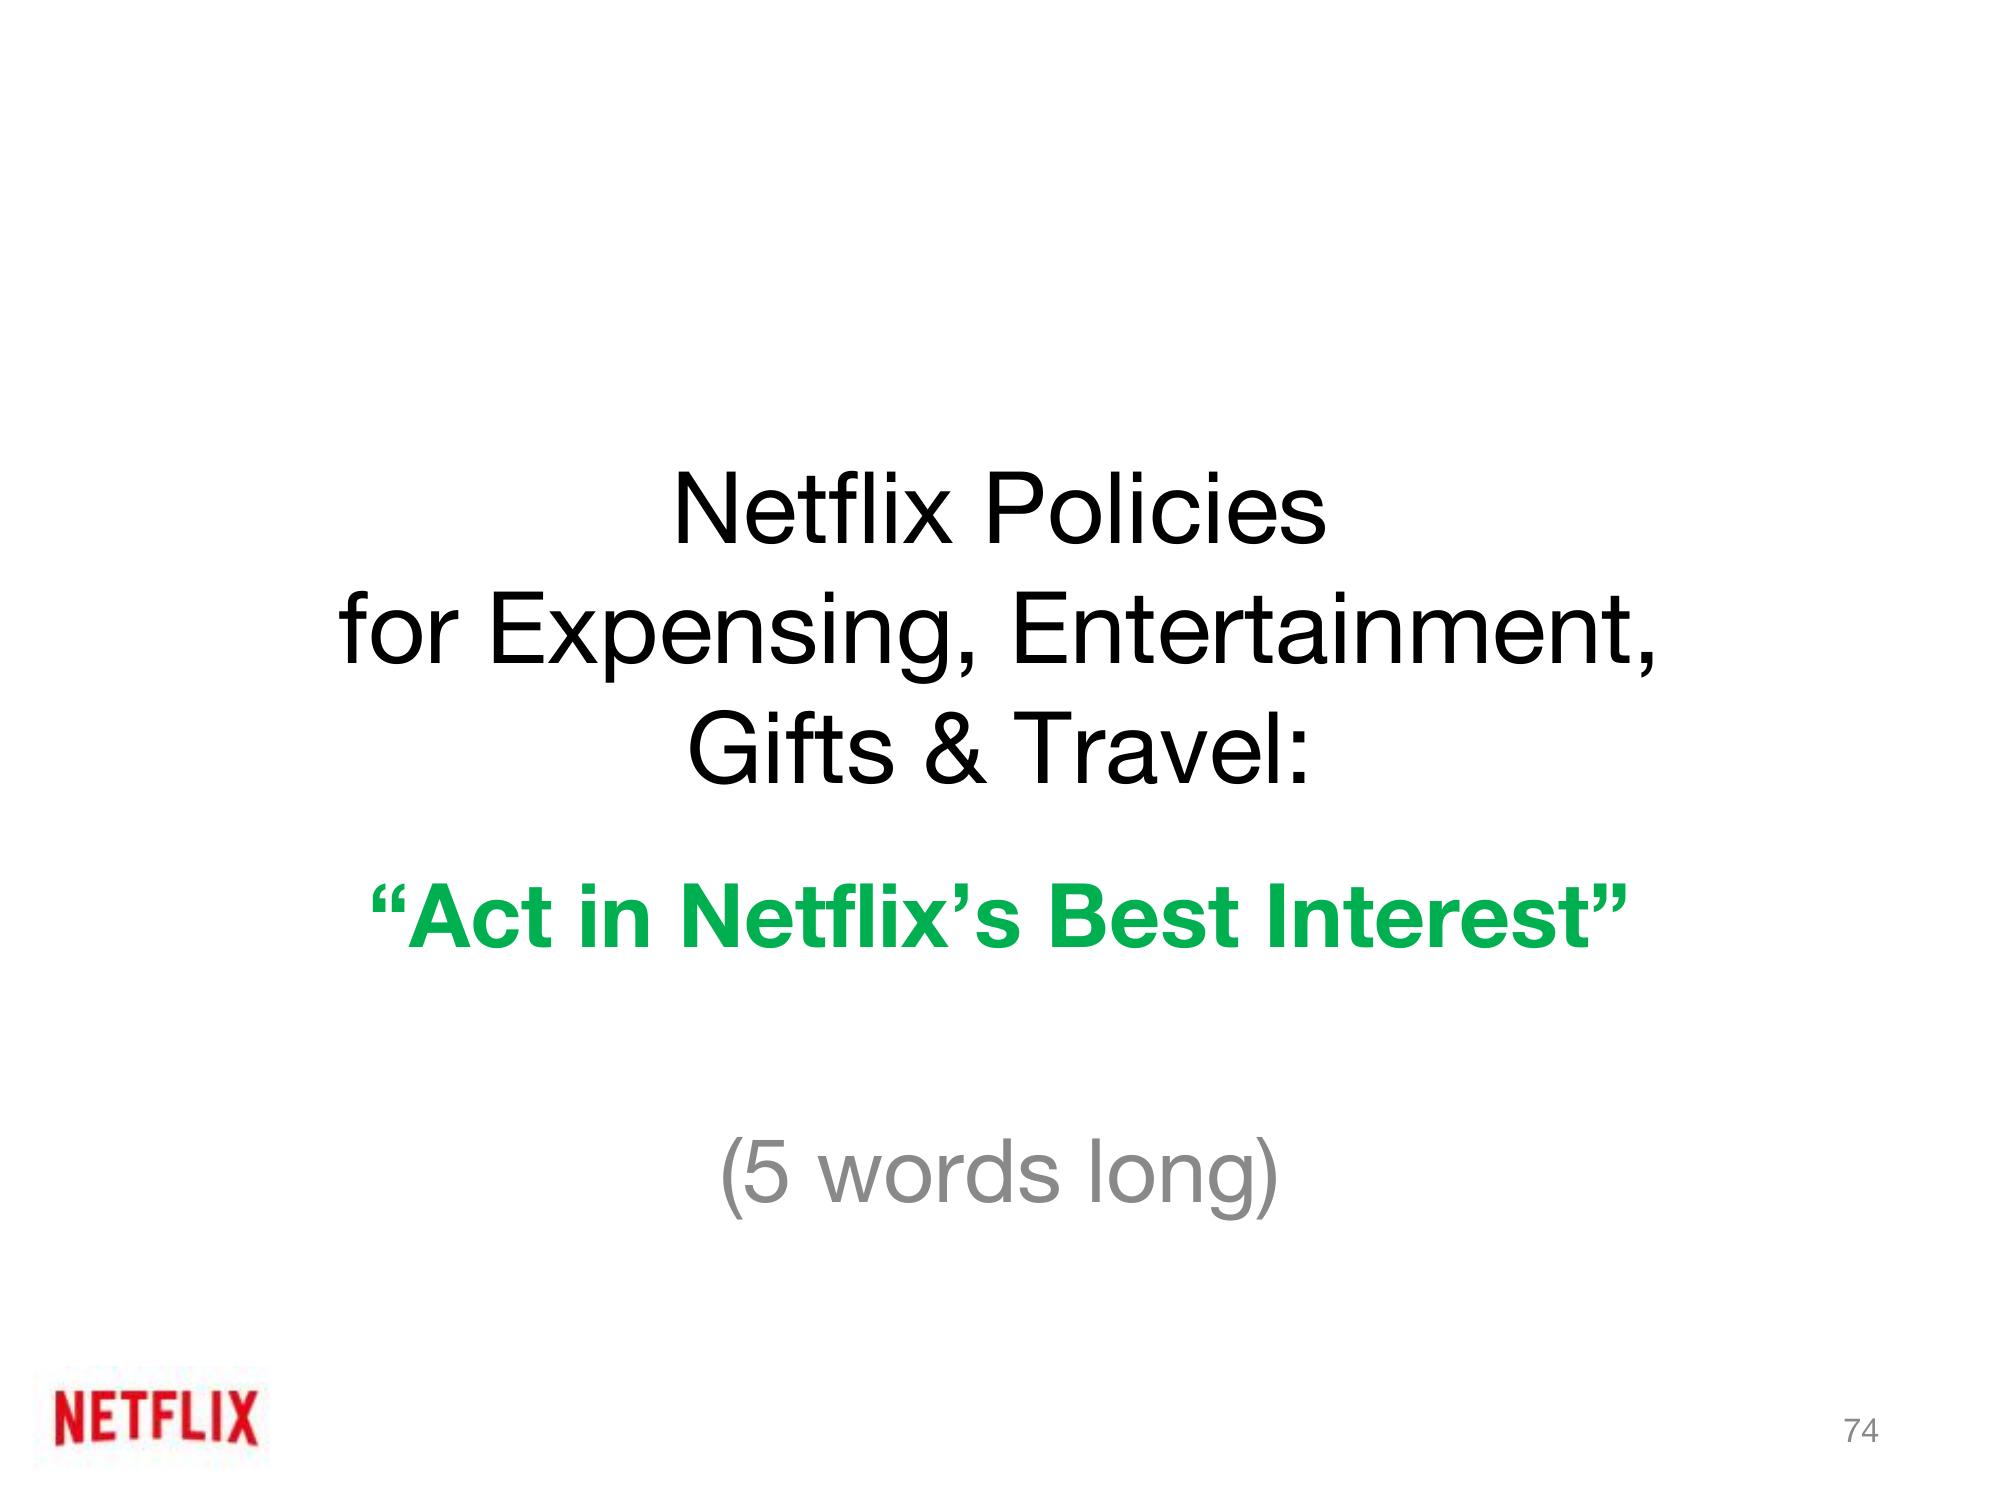 Netflix Policies
for Expensing, Entertainment,
Gifts & Travel:
“Act in Netflix’s Best Interest”
(5 words long)
NETFLIX
74